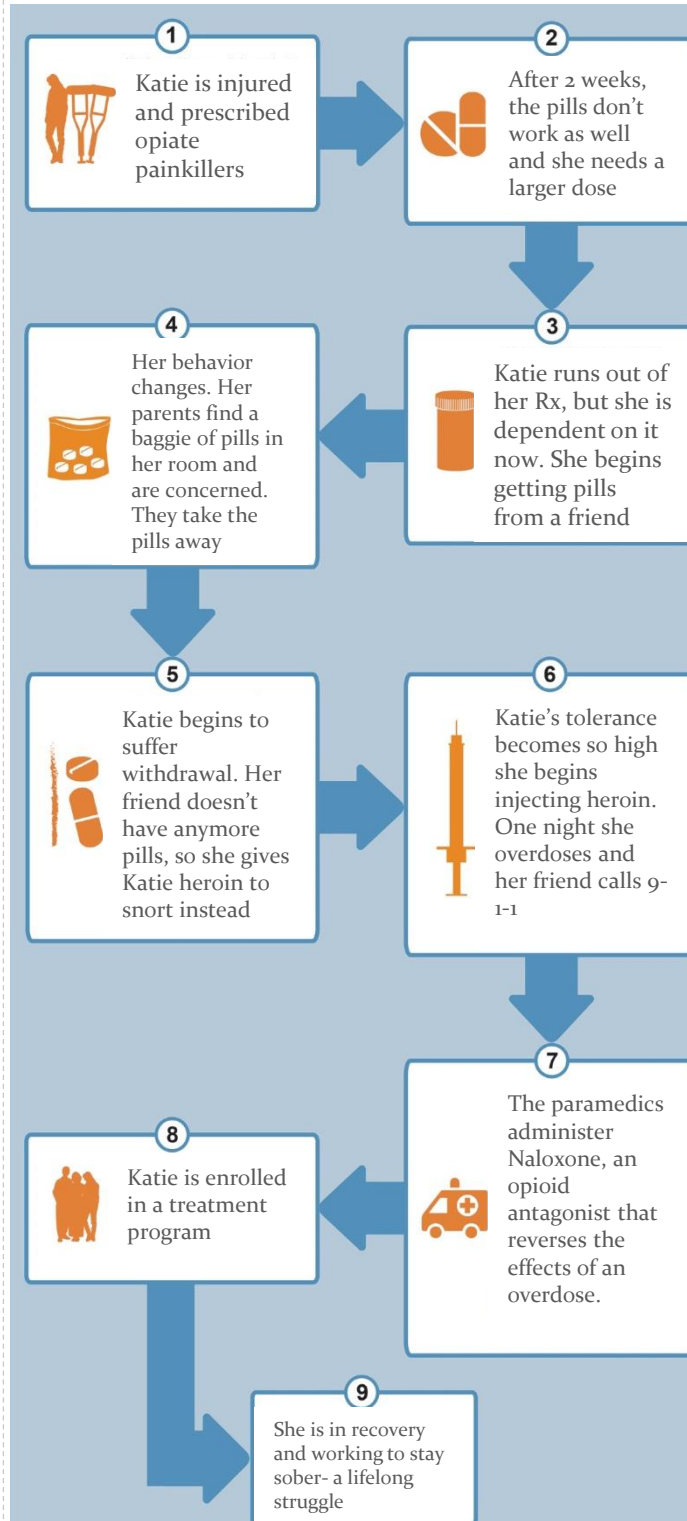 1
Katie is injured
and prescribed
opiate
painkillers
2
After 2 weeks,
the pills don't
work as well
and she needs a
larger dose
3
Katie runs out of
her Rx, but she is
dependent on it
now. She begins
getting pills
from a friend
4
Her behavior
changes. Her
parents find a
baggie of pills in
her room and
are concerned.
They take the
pills away
5
Katie begins to
suffer
withdrawal. Her
friend doesn't
have anymore
pills, so she gives
Katie heroin to
snort instead
6
Katie's tolerance
becomes so high
she begins
injecting heroin.
One night she
overdoses and
her friend calls 9-
1-1
7
The paramedics
administer
Naloxone, an
opioid
antagonist that
reverses the
effects of an
overdose.
8
Katie is enrolled
in a treatment
program
9
She is in recovery
and working to stay
sober- a lifelong
struggle